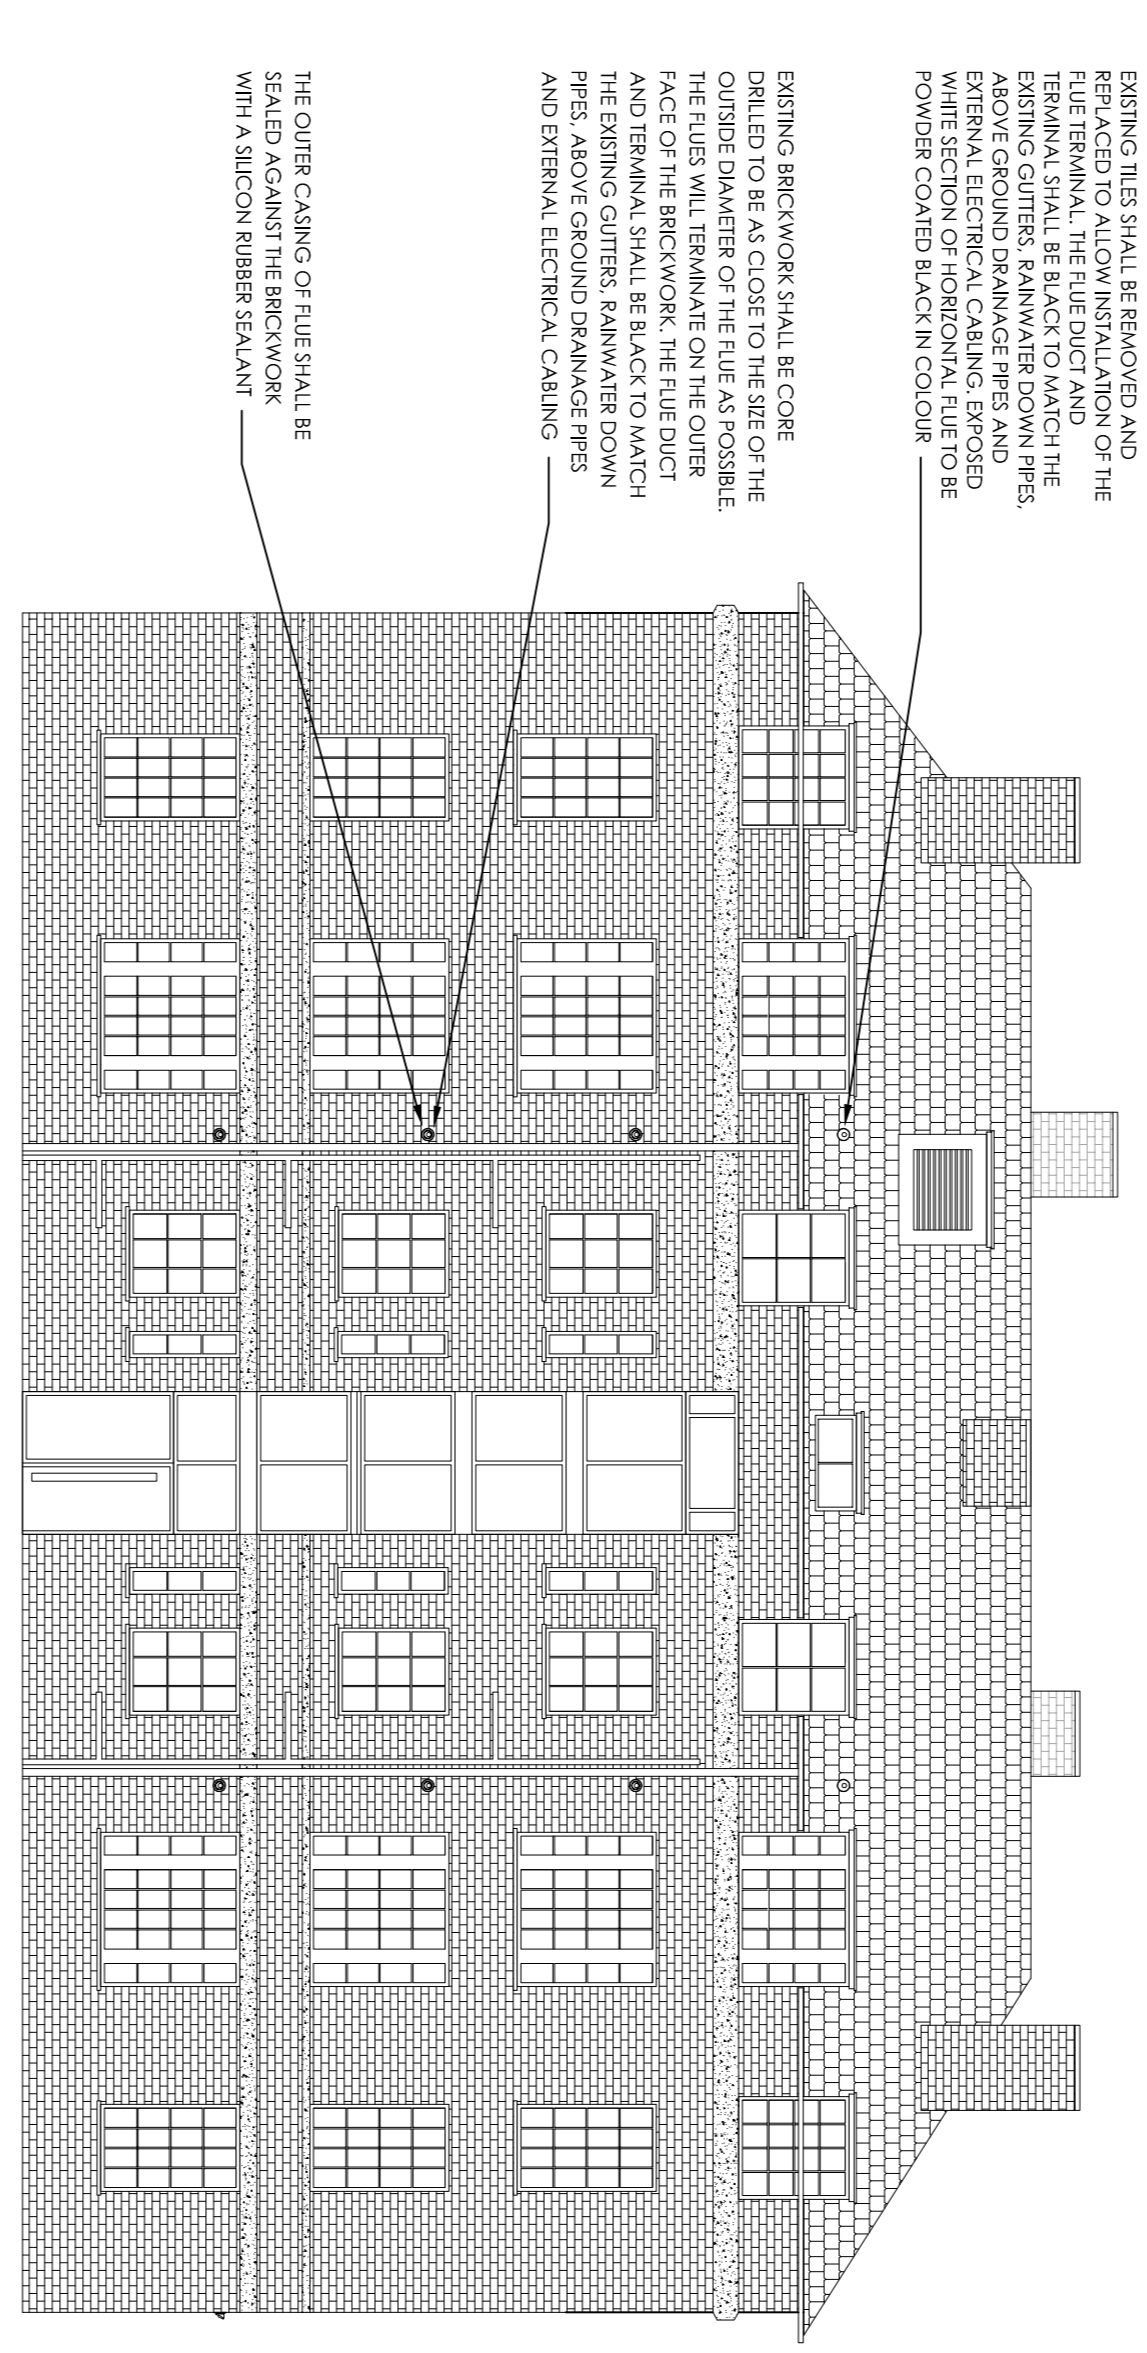 EXISTING TILES SHALL BE REMOVED AND
REPLACED TO ALLOW INSTALLATION OF THE
FLUE TERMINAL. THE FLUE DUCT AND
TERMINAL SHALL BE BLACK TO MATCH THE
EXISTING GUTTERS, RAINWATER DOWN PIPES,
ABOVE GROUND DRAINAGE PIPES AND
EXTERNAL ELECTRICAL CABLING. EXPOSED
WHITE SECTION OF HORIZONTAL FLUE TO BE
POWDER COATED BLACK IN COLOUR
EXISTING BRICKWORK SHALL BE CORE
DRILLED TO BE AS CLOSE TO THE SIZE OF THE
OUTSIDE DIAMETER OF THE FLUE AS POSSIBLE.
THE FLUES WILL TERMINATE ON THE OUTER
FACE OF THE BRICKWORK. THE FLUE DUCT
AND TERMINAL SHALL BE BLACK TO MATCH
THE EXISTING GUTTERS, RAINWATER DOWN
PIPES, ABOVE GROUND DRAINAGE PIPES
AND EXTERNAL ELECTRICAL CABLING
THE OUTER CASING OF FLUE SHALL BE
SEALED AGAINST THE BRICKWORK
WITH A SILICON RUBBER SEALANT